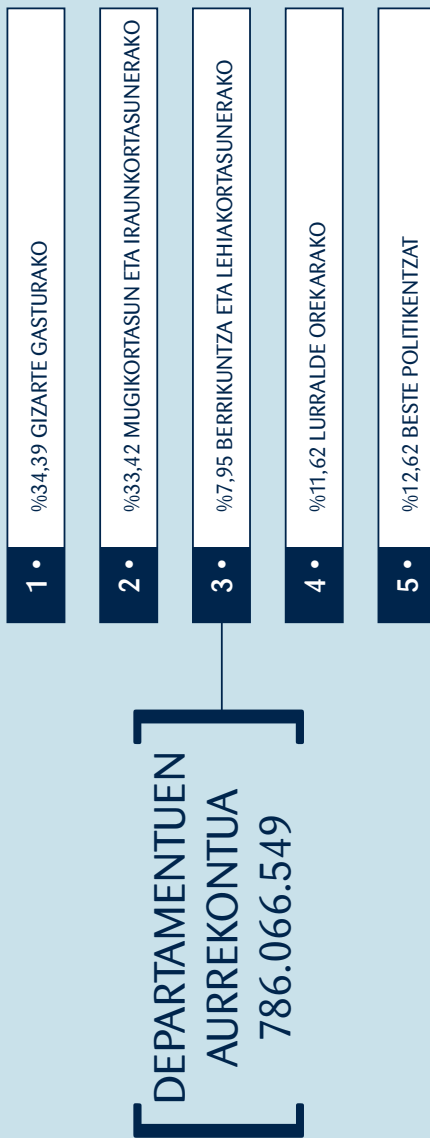 DEPARTAMENTUEN
AURREKONTUA
786.066.549
1 • %34,39 GIZARTE GASTURAKO
2 • %33,42 MUGIKORTASUN ETA IRAUNKORTASUNERAKO
3 • %7,95 BERRIKUNTZA ETA LEHIAKORTASUNERAKO
4 • %11,62 LURRALDE OREKARAKO
5 • %12,62 BESTE POLITIKENTZAT